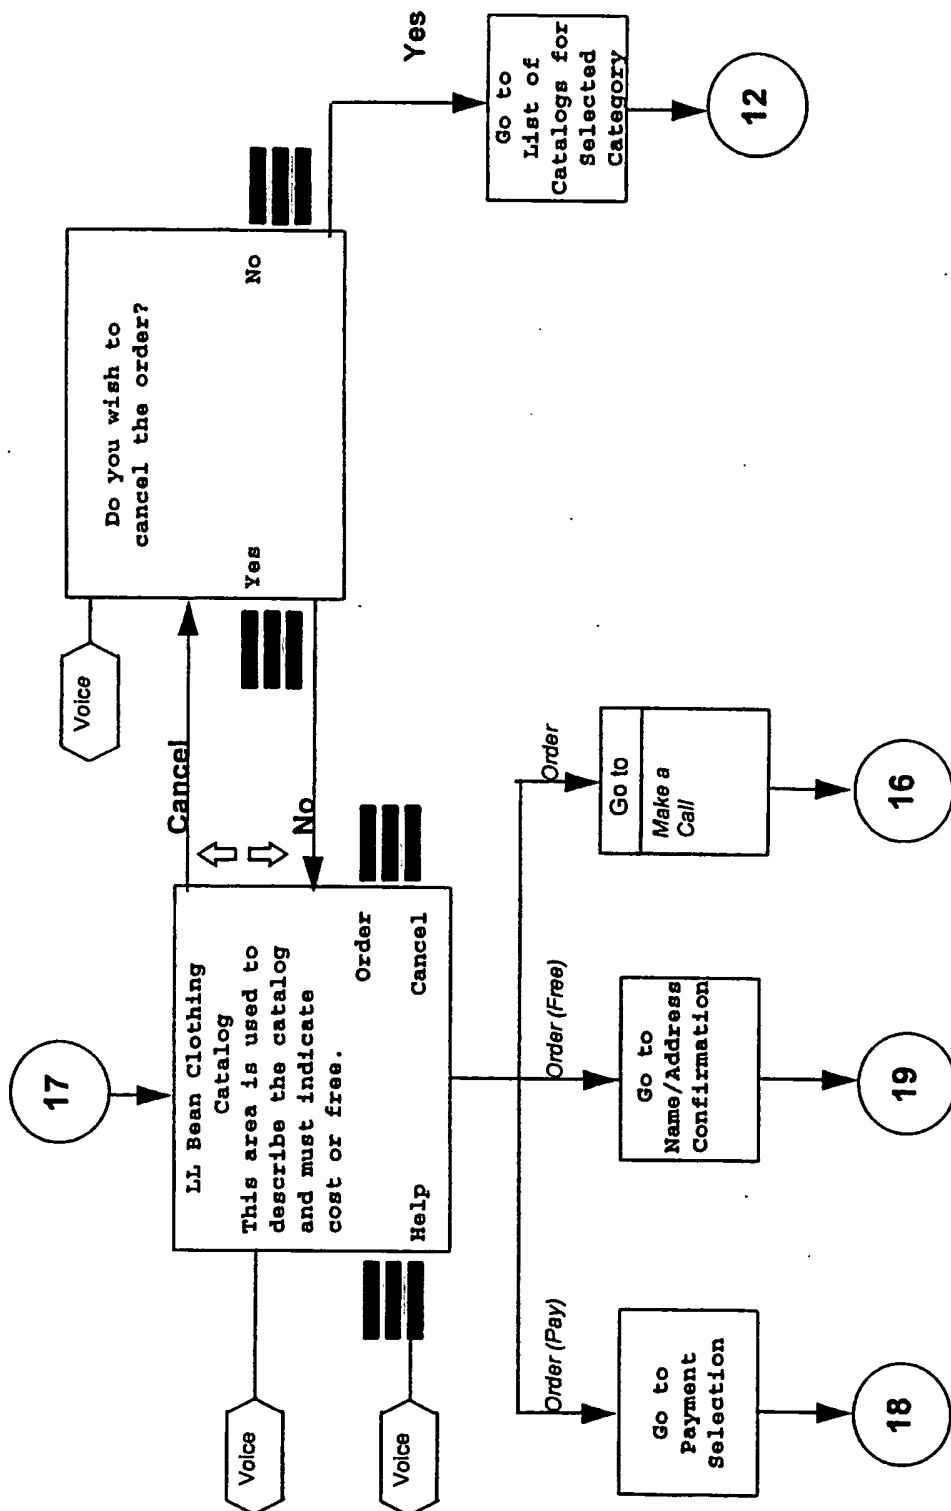 17
LL Bean Clothing
Catalog
This area is used to
describe the catalog
and must indicate
cost or free.
Order
Help
Cancel
Voice
Voice
Cancel
No
Voice
Do you wish to
cancel the order?
Yes
No
Yes
Go to
List of
Catalogs for
Selected
Category
12
Order (Pay)
Go to
Payment
Selection
18
Order (Free)
Go to
Name/Address
Confirmation
19
Order
Go to
Make a
Call
16